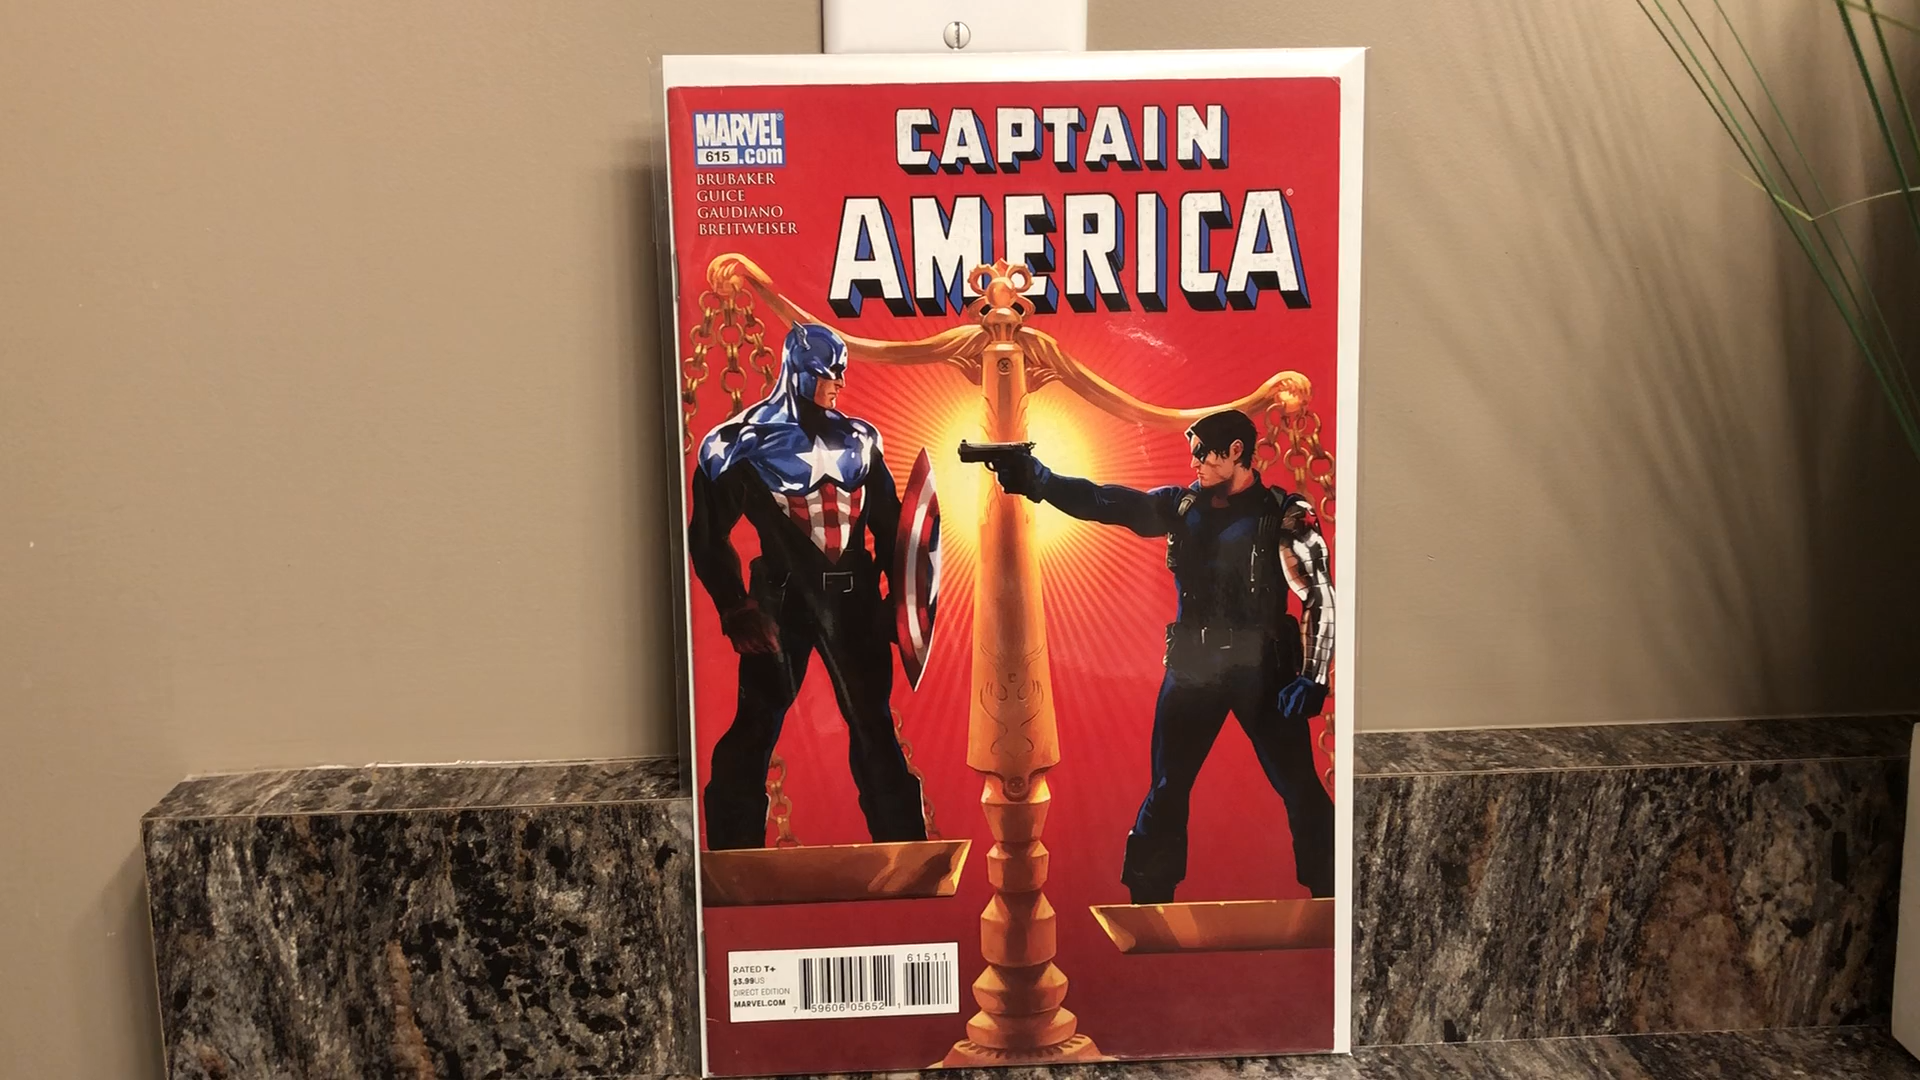 MARVEL
615 .com
BRUBAKER
GUICE
GAUDIANO
BREITWEISER
CAPTAIN
AMERICA
RATED T+
$3.99US
DIRECT EDITION
MARVEL.COM
61511
7 59606 05652 1